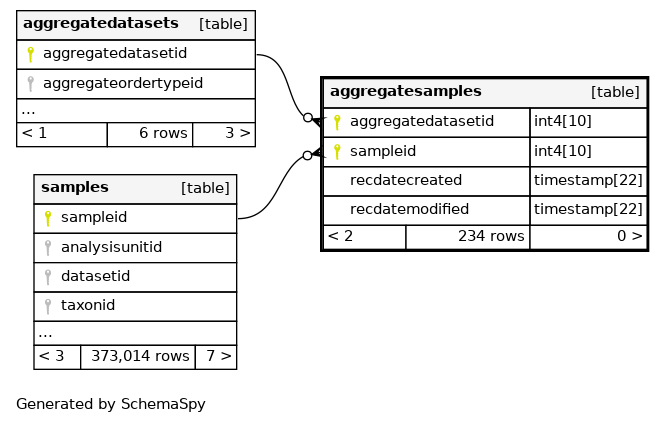 aggregatedatasets [table]
aggregatedatasetid
aggregateordertypeid
...
< 1 6 rows 3 >
aggregatesamples [table]
aggregatedatasetid int4[10]
sampleid int4[10]
recdatecreated timestamp[22]
recdatemodified timestamp[22]
< 2 234 rows 0 >
samples [table]
sampleid
analysisunitid
datasetid
taxonid
...
< 3 373,014 rows 7 >
Generated by SchemaSpy